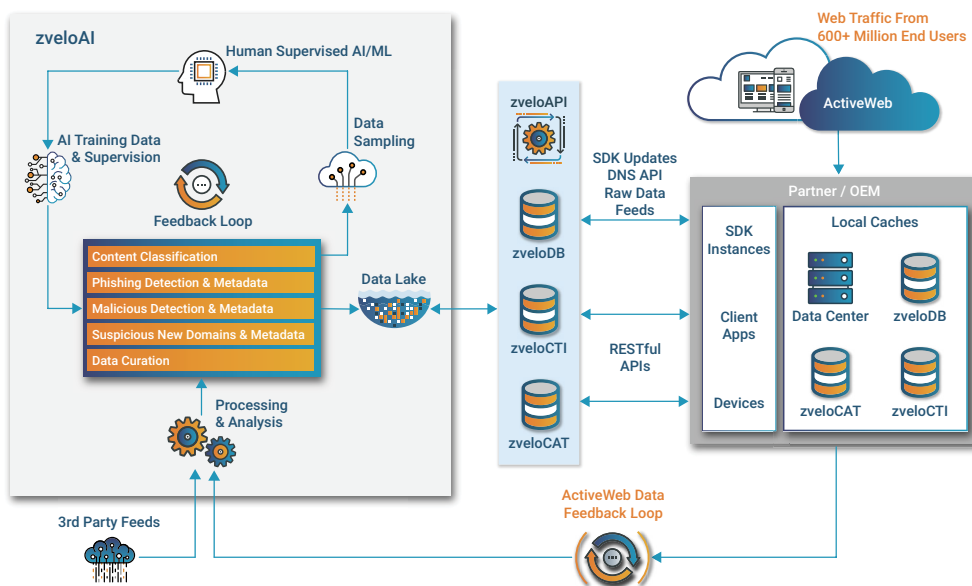 zveloAI
Human Supervised AI/ML
AI Training Data
& Supervision
Data
Sampling
Feedback Loop
Content Classification
Phishing Detection & Metadata
Malicious Detection & Metadata
Suspicious New Domains & Metadata
Data Curation
Data Lake
Processing
& Analysis
3rd Party Feeds
zveloAPI
zveloDB
zveloCTI
zveloCAT
SDK Updates
DNS API
Raw Data
Feeds
RESTful
APIs
Web Traffic From
600+ Million End Users
ActiveWeb
Partner / OEM
SDK
Instances
Client
Apps
Devices
Local Caches
Data Center
zveloDB
zveloCAT
zveloCTI
ActiveWeb Data
Feedback Loop